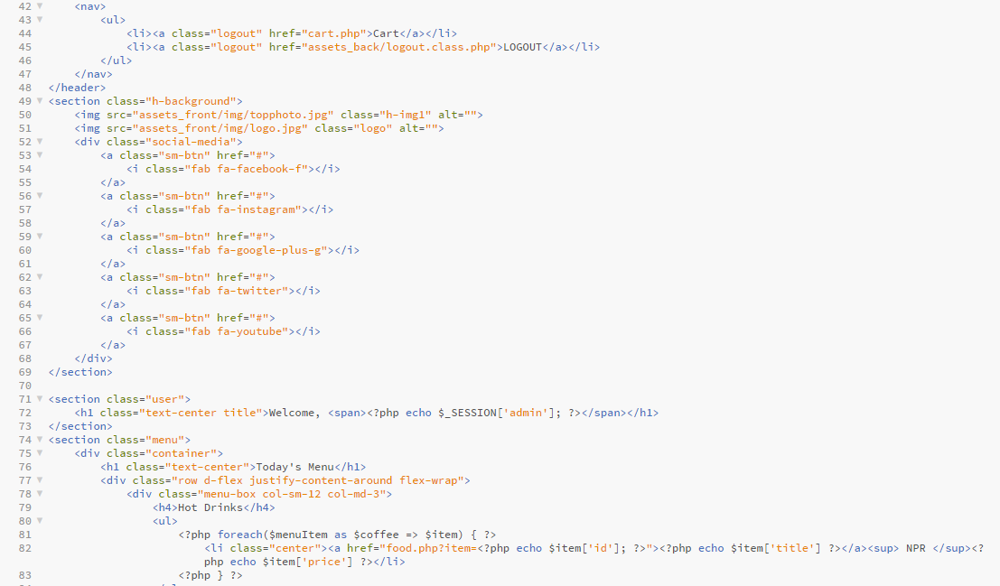 42 <nav>
43 <ul>
44 <li><a class="logout" href="cart.php">Cart</a></li>
45 <li><a class="logout" href="assets_back/logout.class.php">LOGOUT</a></li>
46 </ul>
47 </nav>
48 </header>
49 <section class="h-background">
50 <img src="assets_front/img/topphoto.jpg" class="h-img1" alt="">
51 <img src="assets_front/img/logo.jpg" class="logo" alt="">
52 <div class="social-media">
53 <a class="sm-btn" href="#">
54 <i class="fab fa-facebook-f"></i>
55 </a>
56 <a class="sm-btn" href="#">
57 <i class="fab fa-instagram"></i>
58 </a>
59 <a class="sm-btn" href="#">
60 <i class="fab fa-google-plus-g"></i>
61 </a>
62 <a class="sm-btn" href="#">
63 <i class="fab fa-twitter"></i>
64 </a>
65 <a class="sm-btn" href="#">
66 <i class="fab fa-youtube"></i>
67 </a>
68 </div>
69 </section>
70
71 <section class="user">
72 <h1 class="text-center title">Welcome, <span><?php echo $_SESSION['admin']; ?></span></h1>
73 </section>
74 <section class="menu">
75 <div class="container">
76 <h1 class="text-center">Today's Menu</h1>
77 <div class="row d-flex justify-content-around flex-wrap">
78 <div class="menu-box col-sm-12 col-md-3">
79 <h4>Hot Drinks</h4>
80 <ul>
81 <?php foreach($menuItem as $coffee => $item) { ?>
82 <li class="center"><a href="food.php?item=<?php echo $item['id']; ?>"><?php echo $item['title'] ?></a><sup> NPR </sup><?
php echo $item['price'] ?></li>
83 <?php } ?>